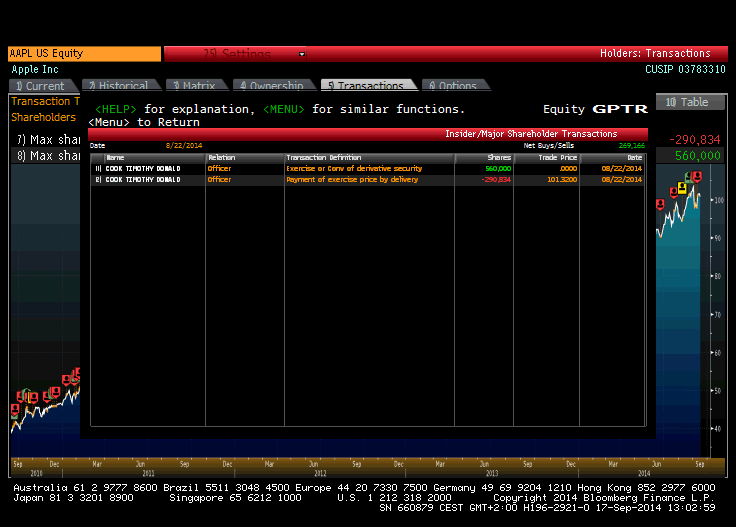 AAPL US Equity 25) Settings Holders: Transactions
Apple Inc CUSIP 03783310
1) Current 2) Historical 3) Matrix 4) Ownership 5) Transactions 6) Options
Transaction T
<HELP> for explanation, <MENU> for similar functions. Equity GPTR 10) Table
Shareholders
<Menu> to Return
Insider/Major Shareholder Transactions
7) Max shar -290,834
Date 8/22/2014 Net Buys/Sells 269,166
8) Max shar 560,000
Name Relation Transaction Definition Shares Trade Price Date
11) COOK TIMOTHY DONALD Officer Exercise or Conv of derivative security 560,000 .0000 08/22/2014
12) COOK TIMOTHY DONALD Officer Payment of exercise price by delivery -290,834 101.3200 08/22/2014
100
90
80
70
60
50
40
Sep Dec Mar Jun Sep Dec Mar Jun Sep Dec Mar Jun Sep Dec Mar Jun Sep
2010 2011 2012 2013 2014
Australia 61 2 9777 8600 Brazil 5511 3048 4500 Europe 44 20 7330 7500 Germany 49 69 9204 1210 Hong Kong 852 2977 6000
Japan 81 3 3201 8900 Singapore 65 6212 1000 U.S. 1 212 318 2000 Copyright 2014 Bloomberg Finance L.P.
SN 660879 CEST GMT+2:00 H196-2921-0 17-Sep-2014 13:02:59